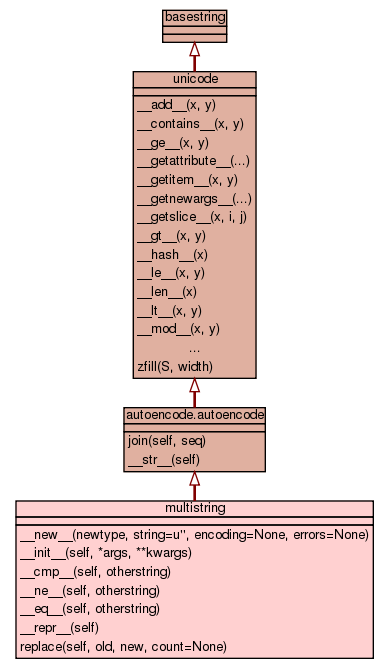 basestring
unicode
__add__(x, y)
__contains__(x, y)
__ge__(x, y)
__getattribute__(...)
__getitem__(x, y)
__getnewargs__(...)
__getslice__(x, i, j)
__gt__(x, y)
__hash__(x)
__le__(x, y)
__len__(x)
__lt__(x, y)
__mod__(x, y)
...
zfill(S, width)
autoencode.autoencode
join(self, seq)
__str__(self)
multistring
__new__(newtype, string=u'', encoding=None, errors=None)
__init__(self, *args, **kwargs)
__cmp__(self, otherstring)
__ne__(self, otherstring)
__eq__(self, otherstring)
__repr__(self)
replace(self, old, new, count=None)